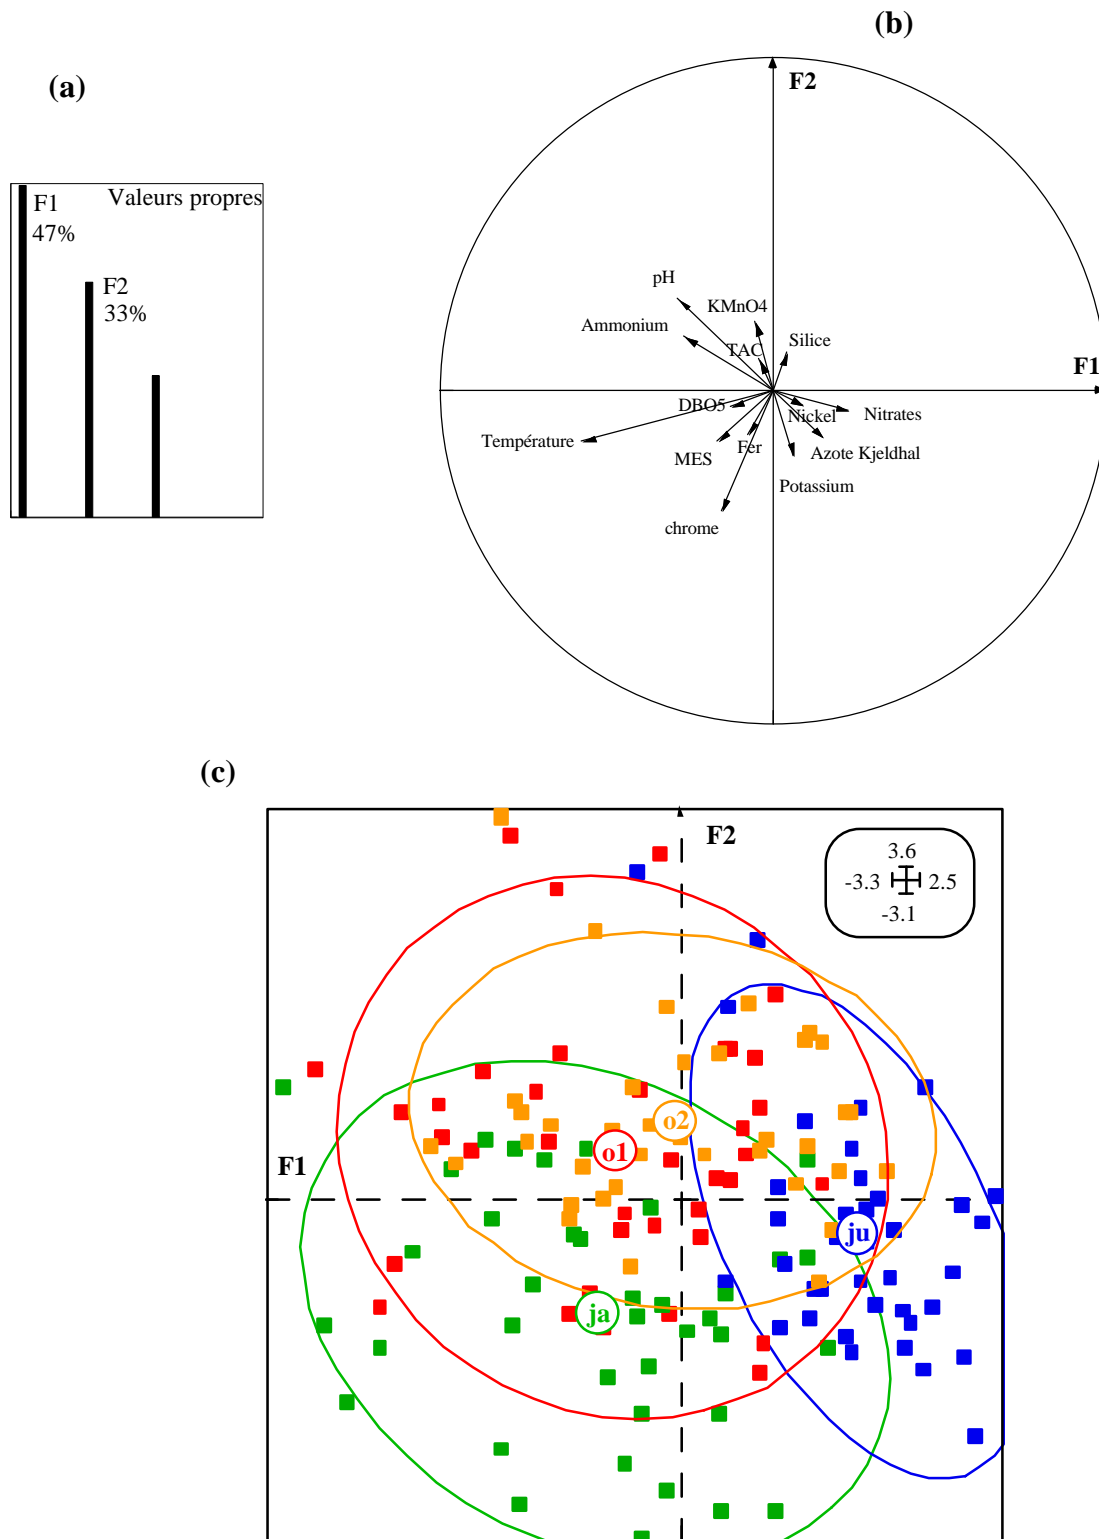 (b)
(a)
F2
Valeurs propres
F1
47%
F2
33%
pH
KMnO4
Ammonium
Silice
TAC
F1
DBO5
Nickel
Nitrates
Température
Fer
MES
Azote Kjeldhal
Potassium
chrome
(c)
F2
3.6
-3.3 2.5
-3.1
o2
o1
F1
ju
ja